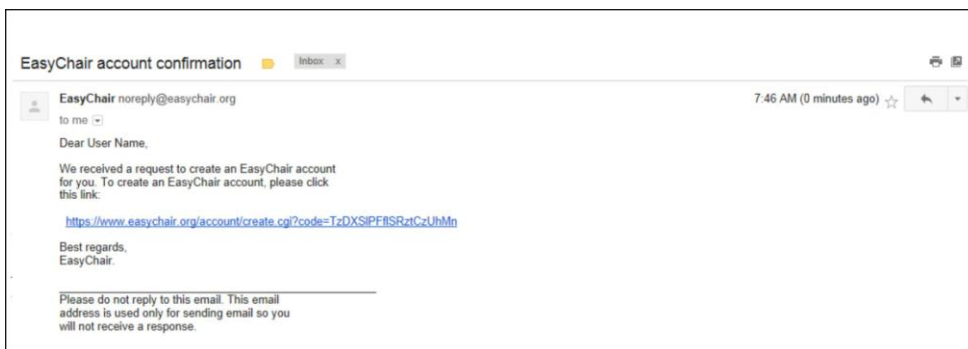 EasyChair account confirmation Inbox x
EasyChair noreply@easychair.org 7:46 AM (0 minutes ago)
to me
Dear User Name,
We received a request to create an EasyChair account
for you. To create an EasyChair account, please click
this link:
https://www.easychair.org/account/create.cgi?code=TzDXSlPFflSRztCzUhMn
Best regards,
EasyChair.
Please do not reply to this email. This email
address is used only for sending email so you
will not receive a response.